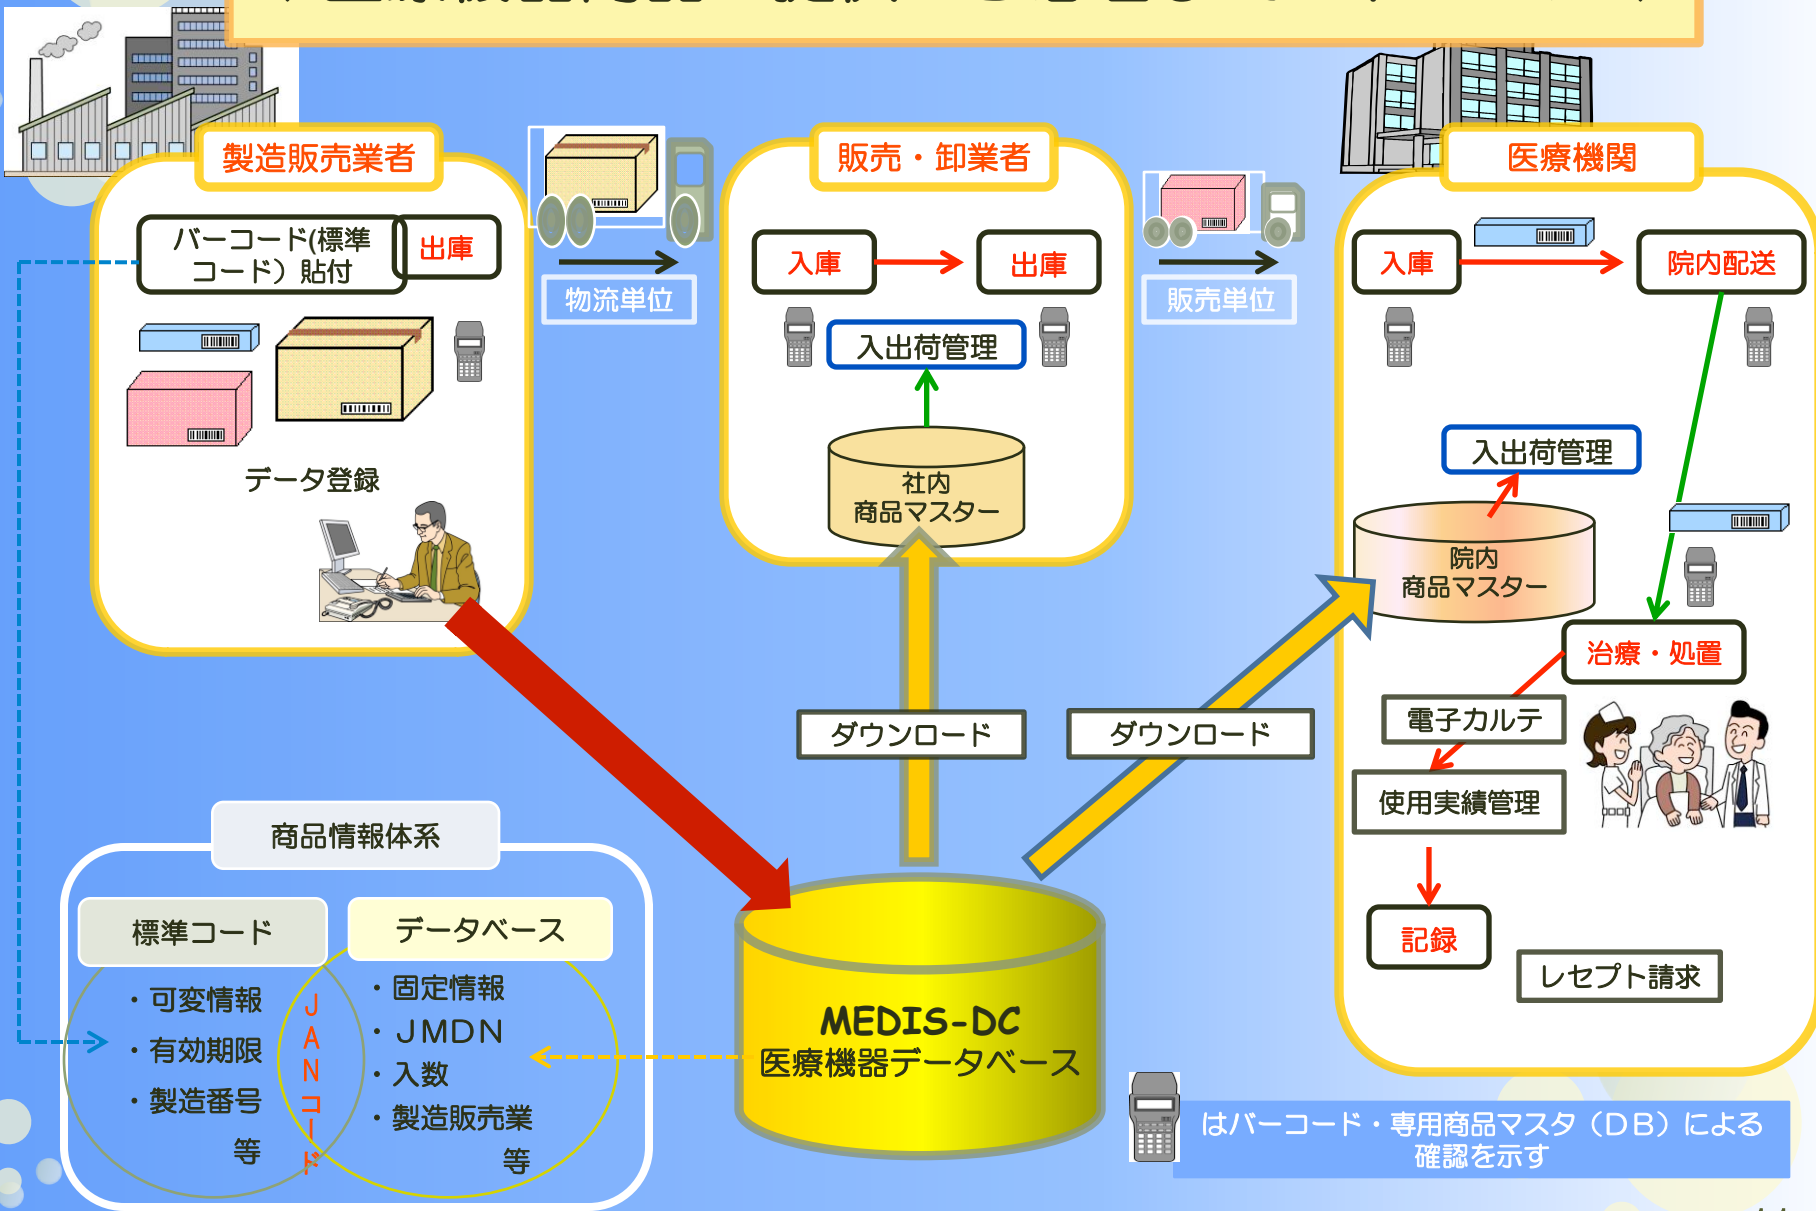 製造販売業者
バーコード(標準
コード）貼付
出庫
データ登録
物流単位
販売・卸業者
入庫
出庫
入出荷管理
社内
商品マスター
販売単位
医療機関
入庫
院内配送
入出荷管理
院内
商品マスター
治療・処置
電子カルテ
使用実績管理
記録
レセプト請求
ダウンロード
ダウンロード
商品情報体系
標準コード
・可変情報
・有効期限
・製造番号
等
JANコード
データベース
・固定情報
・JMDN
・入数
・製造販売業
等
MEDIS-DC
医療機器データベース
はバーコード・専用商品マスタ（DB）による
確認を示す